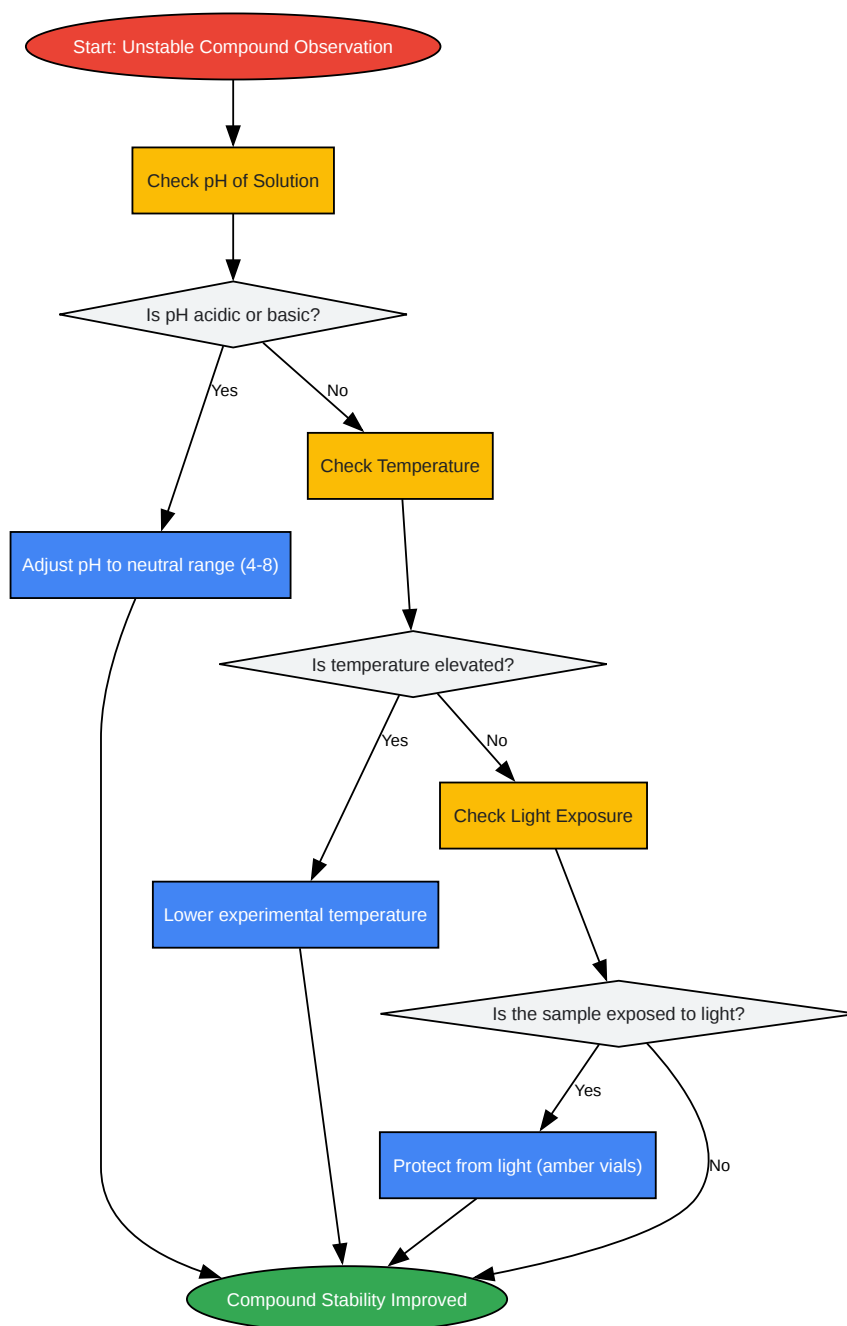 Start: Unstable Compound Observation
Check pH of Solution
Is pH acidic or basic?
Yes
No
Check Temperature
Adjust pH to neutral range (4-8)
Is temperature elevated?
Yes
No
Check Light Exposure
Lower experimental temperature
Is the sample exposed to light?
Yes
No
Protect from light (amber vials)
Compound Stability Improved